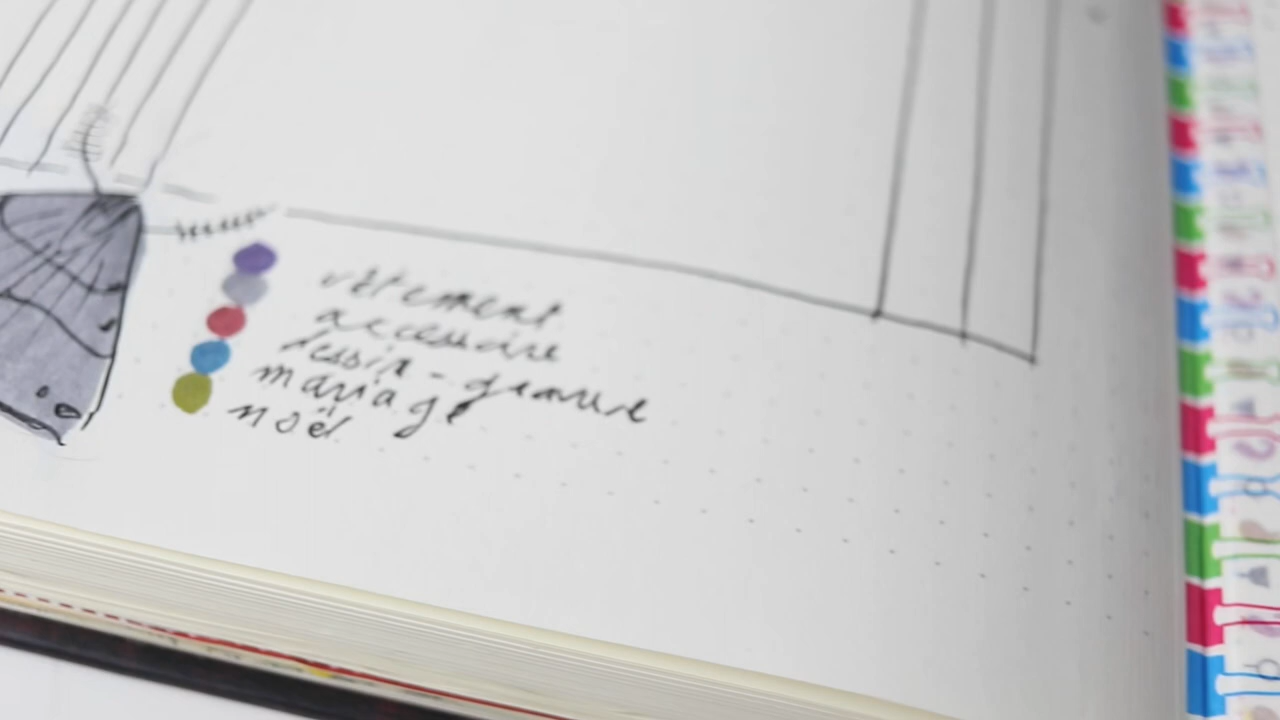 vêtement
accessoire
dessin - gravure
mariage
noël